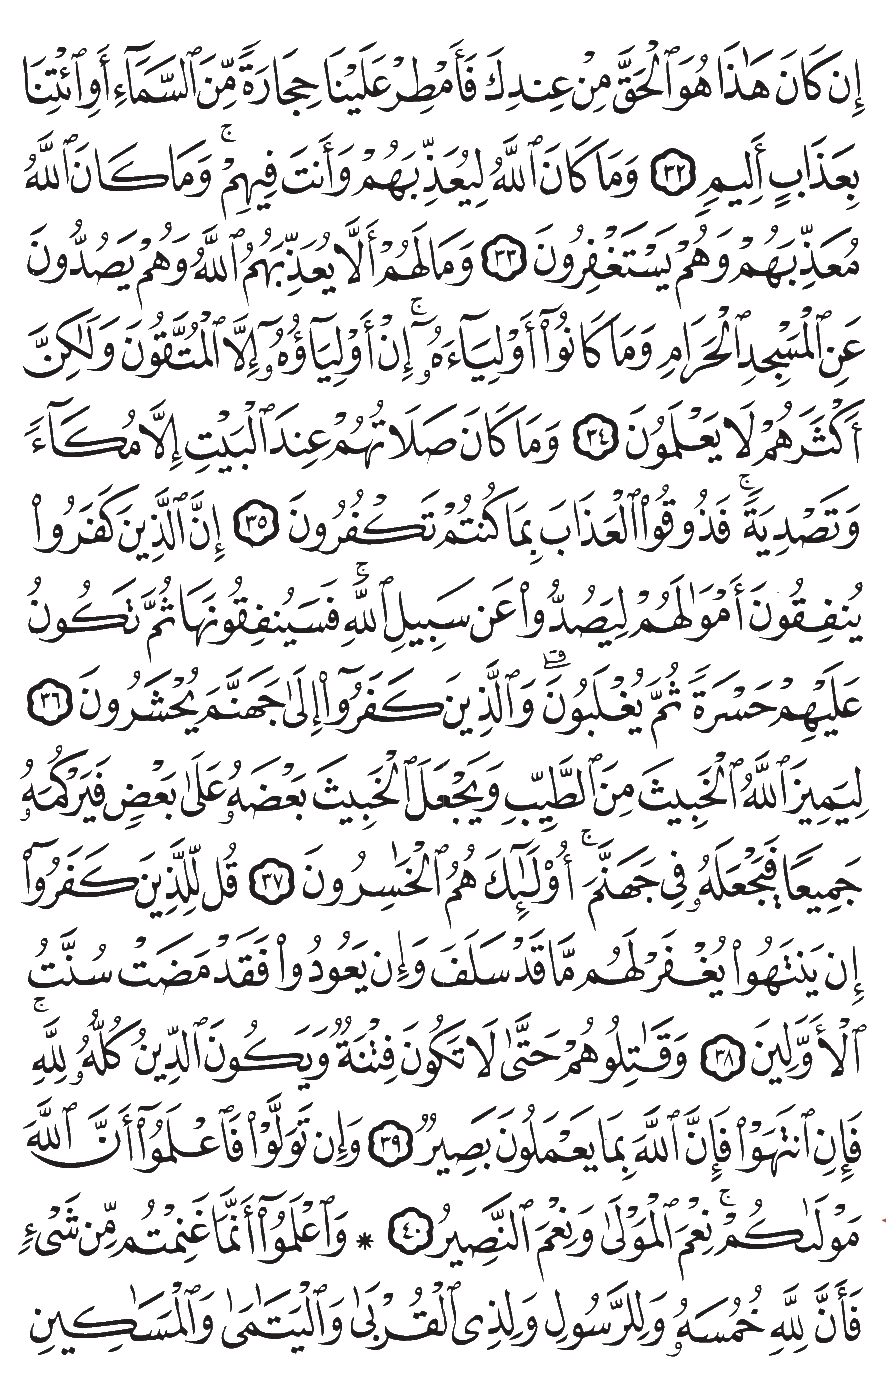 إِن كَانَ هَٰذَا هُوَ ٱلْحَقَّ مِنْ عِندِكَ فَأَمْطِرْ عَلَيْنَا حِجَارَةً مِّنَ ٱلسَّمَآءِ أَوِ ٱئْتِنَا
بِعَذَابٍ أَلِيمٍ ٣٢ وَمَا كَانَ ٱللَّهُ لِيُعَذِّبَهُمْ وَأَنتَ فِيهِمْ ۚ وَمَا كَانَ ٱللَّهُ
مُعَذِّبَهُمْ وَهُمْ يَسْتَغْفِرُونَ ٣٣ وَمَا لَهُمْ أَلَّا يُعَذِّبَهُمُ ٱللَّهُ وَهُمْ يَصُدُّونَ
عَنِ ٱلْمَسْجِدِ ٱلْحَرَامِ وَمَا كَانُوٓا۟ أَوْلِيَآءَهُۥٓ ۚ إِنْ أَوْلِيَآؤُهُۥٓ إِلَّا ٱلْمُتَّقُونَ وَلَٰكِنَّ
أَكْثَرَهُمْ لَا يَعْلَمُونَ ٣٤ وَمَا كَانَ صَلَاتُهُمْ عِندَ ٱلْبَيْتِ إِلَّا مُكَآءً
وَتَصْدِيَةً ۚ فَذُوقُوا۟ ٱلْعَذَابَ بِمَا كُنتُمْ تَكْفُرُونَ ٣٥ إِنَّ ٱلَّذِينَ كَفَرُوا۟
يُنفِقُونَ أَمْوَٰلَهُمْ لِيَصُدُّوا۟ عَن سَبِيلِ ٱللَّهِ ۚ فَسَيُنفِقُونَهَا ثُمَّ تَكُونُ
عَلَيْهِمْ حَسْرَةً ثُمَّ يُغْلَبُونَ ۗ وَٱلَّذِينَ كَفَرُوٓا۟ إِلَىٰ جَهَنَّمَ يُحْشَرُونَ ٣٦
لِيَمِيزَ ٱللَّهُ ٱلْخَبِيثَ مِنَ ٱلطَّيِّبِ وَيَجْعَلَ ٱلْخَبِيثَ بَعْضَهُۥ عَلَىٰ بَعْضٍ فَيَرْكُمَهُۥ
جَمِيعًا فَيَجْعَلَهُۥ فِى جَهَنَّمَ ۚ أُو۟لَٰٓئِكَ هُمُ ٱلْخَٰسِرُونَ ٣٧ قُل لِّلَّذِينَ كَفَرُوٓا۟
إِن يَنتَهُوا۟ يُغْفَرْ لَهُم مَّا قَدْ سَلَفَ وَإِن يَعُودُوا۟ فَقَدْ مَضَتْ سُنَّتُ
ٱلْأَوَّلِينَ ٣٨ وَقَٰتِلُوهُمْ حَتَّىٰ لَا تَكُونَ فِتْنَةٌ وَيَكُونَ ٱلدِّينُ كُلُّهُۥ لِلَّهِ ۚ
فَإِنِ ٱنتَهَوْا۟ فَإِنَّ ٱللَّهَ بِمَا يَعْمَلُونَ بَصِيرٌ ٣٩ وَإِن تَوَلَّوْا۟ فَٱعْلَمُوٓا۟ أَنَّ ٱللَّهَ
مَوْلَىٰكُمْ ۚ نِعْمَ ٱلْمَوْلَىٰ وَنِعْمَ ٱلنَّصِيرُ ٤٠ * وَٱعْلَمُوٓا۟ أَنَّمَا غَنِمْتُم مِّن شَىْءٍ
فَأَنَّ لِلَّهِ خُمُسَهُۥ وَلِلرَّسُولِ وَلِذِى ٱلْقُرْبَىٰ وَٱلْيَتَٰمَىٰ وَٱلْمَسَٰكِينِ